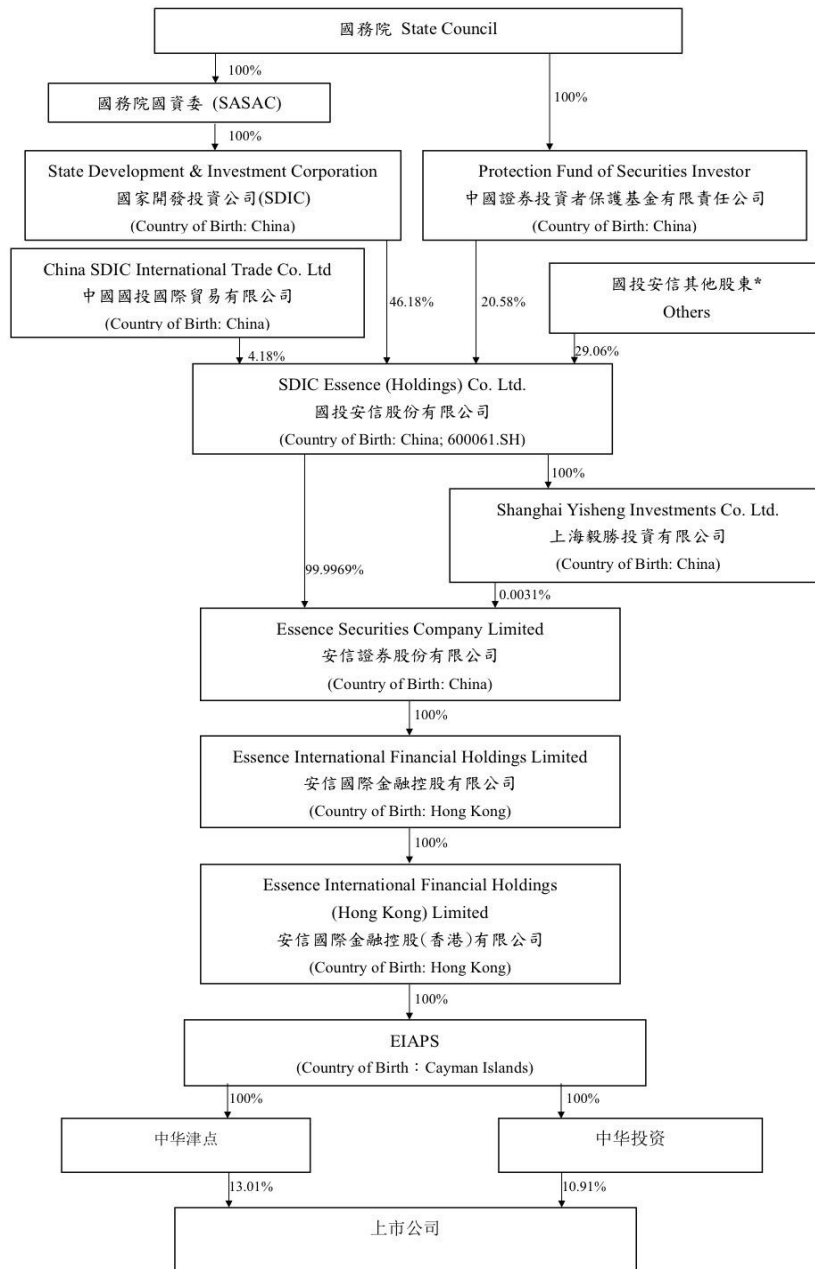 國務院 State Council
100%
100%
國務院國資委 (SASAC)
100%
State Development & Investment Corporation
國家開發投資公司(SDIC)
(Country of Birth: China)
Protection Fund of Securities Investor
中國證券投資者保護基金有限責任公司
(Country of Birth: China)
China SDIC International Trade Co. Ltd
中國國投國際貿易有限公司
(Country of Birth: China)
46.18%
20.58%
國投安信其他股東*
Others
4.18%
29.06%
SDIC Essence (Holdings) Co. Ltd.
國投安信股份有限公司
(Country of Birth: China; 600061.SH)
100%
Shanghai Yisheng Investments Co. Ltd.
上海毅勝投資有限公司
(Country of Birth: China)
99.9969%
0.0031%
Essence Securities Company Limited
安信證券股份有限公司
(Country of Birth: China)
100%
Essence International Financial Holdings Limited
安信國際金融控股有限公司
(Country of Birth: Hong Kong)
100%
Essence International Financial Holdings
(Hong Kong) Limited
安信國際金融控股(香港)有限公司
(Country of Birth: Hong Kong)
100%
EIAPS
(Country of Birth：Cayman Islands)
100%
100%
中华津点
中华投资
13.01%
10.91%
上市公司